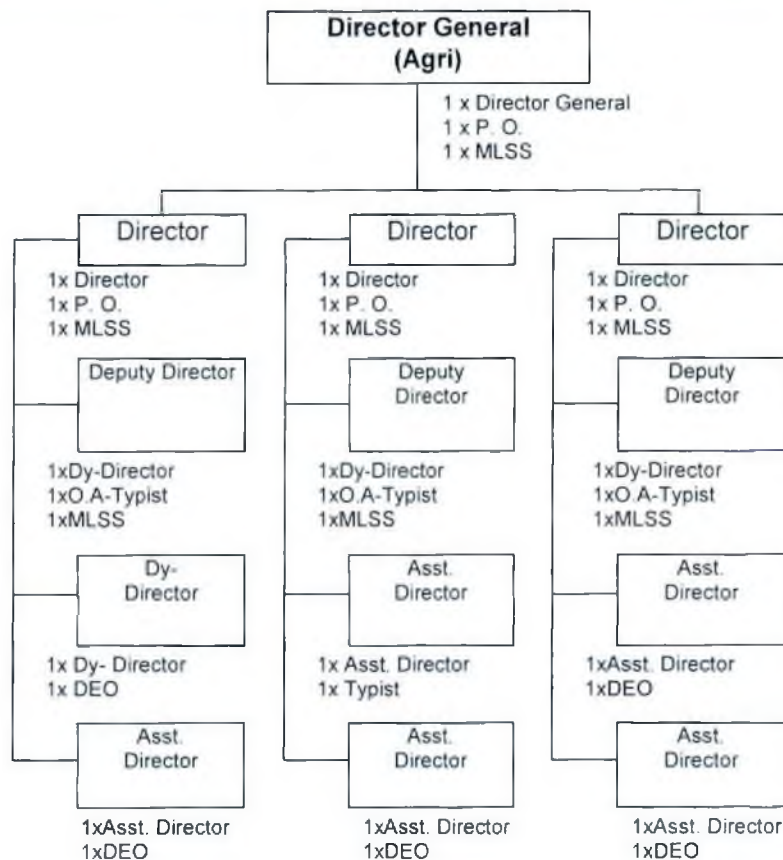 Director General
(Agri)
1 x Director General
1 x P. O.
1 x MLSS
Director
1x Director
1x P. O.
1x MLSS
Deputy Director
1xDy-Director
1xO.A-Typist
1xMLSS
Dy-
Director
1x Dy- Director
1x DEO
Asst.
Director
1xAsst. Director
1xDEO
Director
1x Director
1x P. O.
1x MLSS
Deputy
Director
1xDy-Director
1xO.A-Typist
1xMLSS
Asst.
Director
1x Asst. Director
1x Typist
Asst.
Director
1xAsst. Director
1xDEO
Director
1x Director
1x P. O.
1x MLSS
Deputy
Director
1xDy-Director
1xO.A-Typist
1xMLSS
Asst.
Director
1xAsst. Director
1xDEO
Asst.
Director
1xAsst. Director
1xDEO